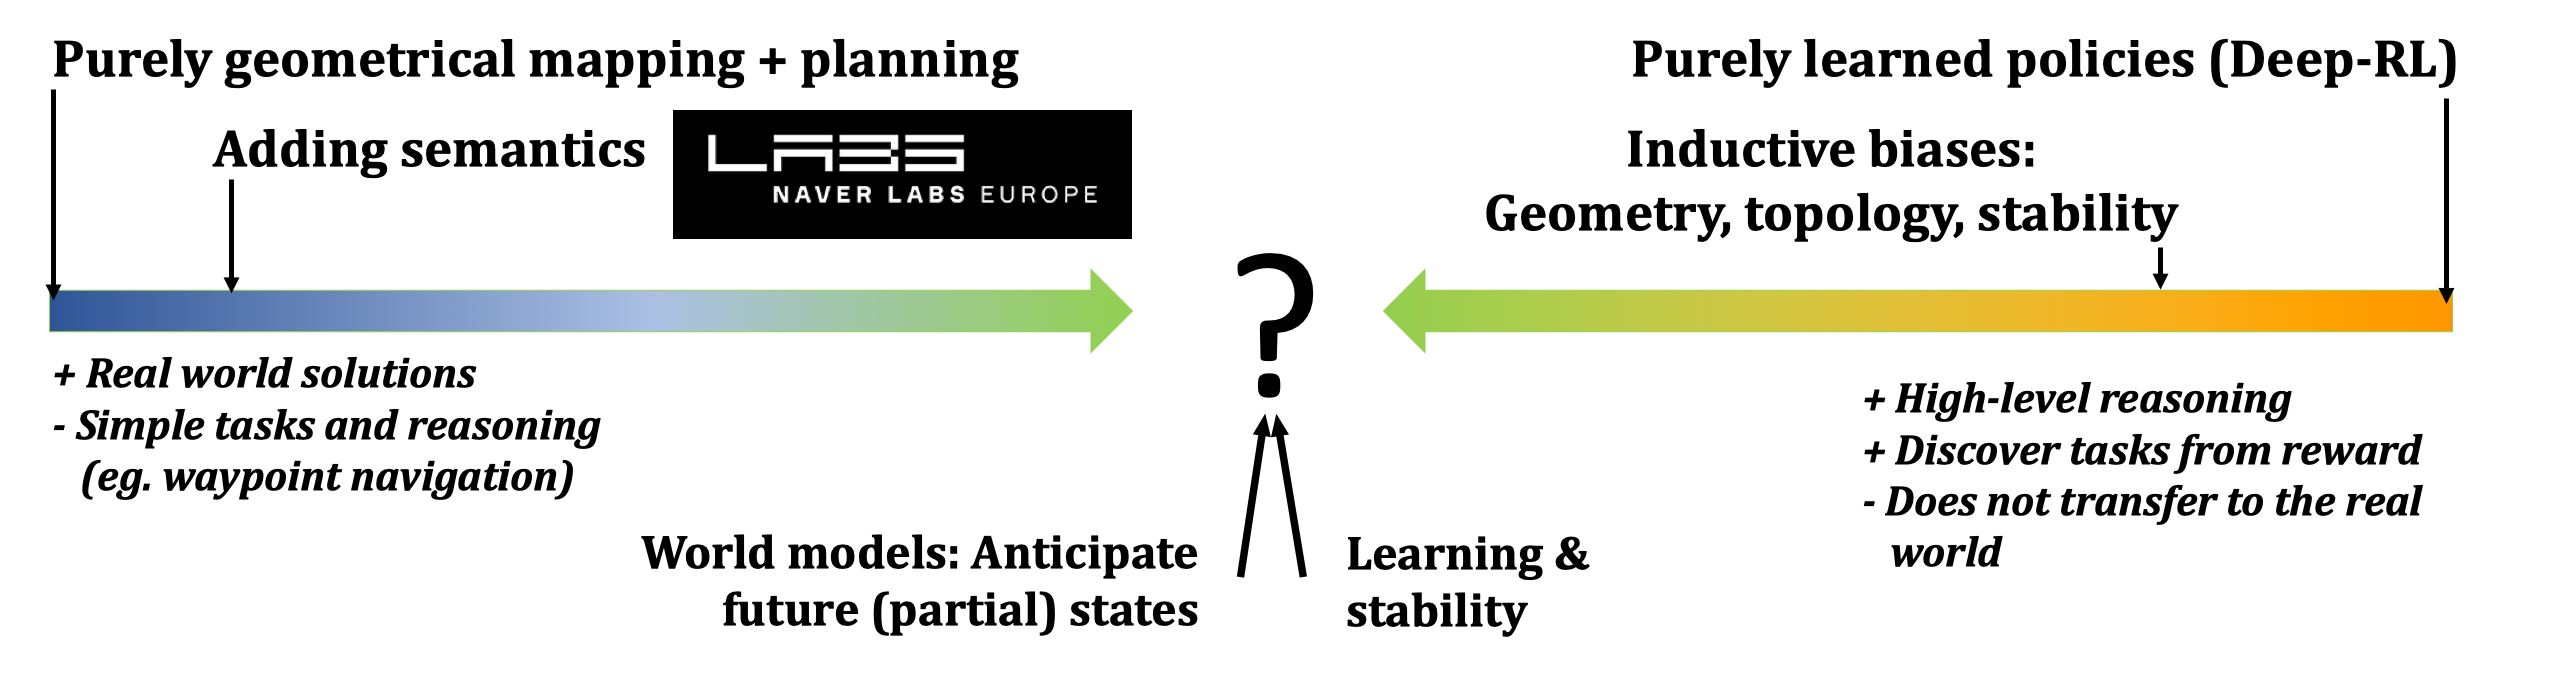 Purely geometrical mapping + planning
Adding semantics
LABS
NAVER LABS EUROPE
+ Real world solutions
- Simple tasks and reasoning
(eg. waypoint navigation)
?
World models: Anticipate
future (partial) states
Learning &
stability
Purely learned policies (Deep-RL)
Inductive biases:
Geometry, topology, stability
+ High-level reasoning
+ Discover tasks from reward
- Does not transfer to the real
world